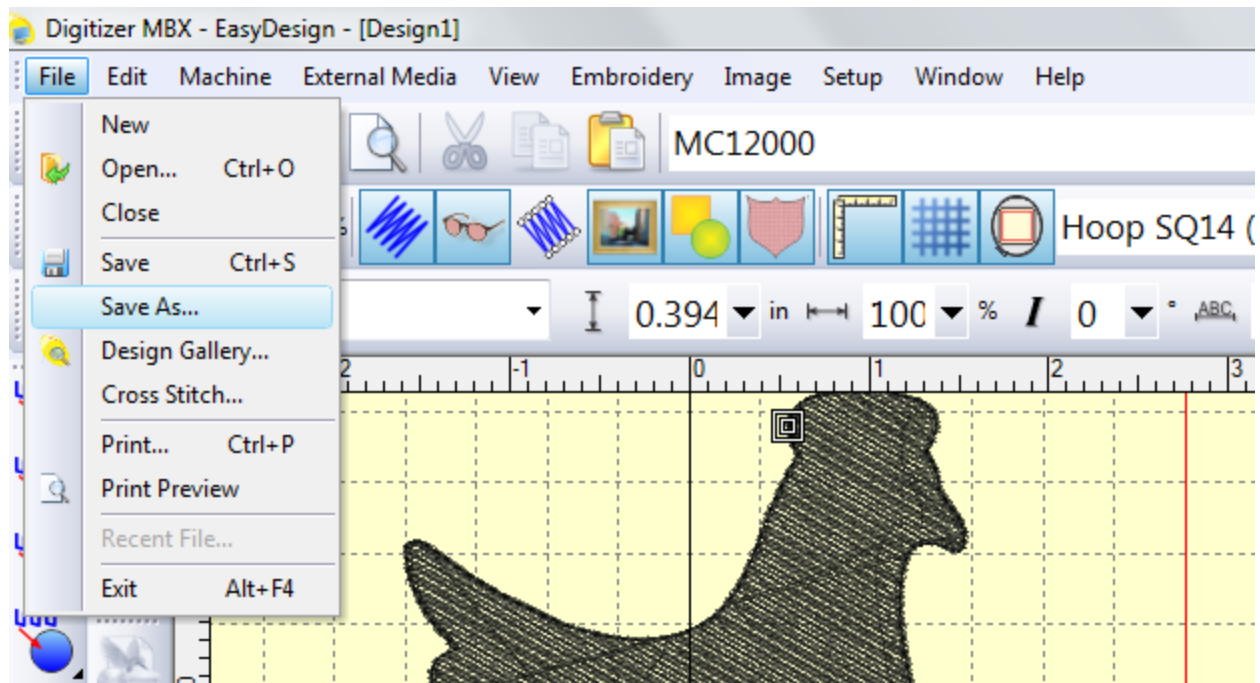 Digitizer MBX - EasyDesign - [Design1]
File Edit Machine External Media View Embroidery Image Setup Window Help
New
MC12000
Open... Ctrl+O
Close
Hoop SQ14 (
Save Ctrl+S
Save As...
0.394 in 100 % I 0 ° ABC
Design Gallery...
2 -1 0 1 2 3
Cross Stitch...
Print... Ctrl+P
Print Preview
Recent File...
Exit Alt+F4
0